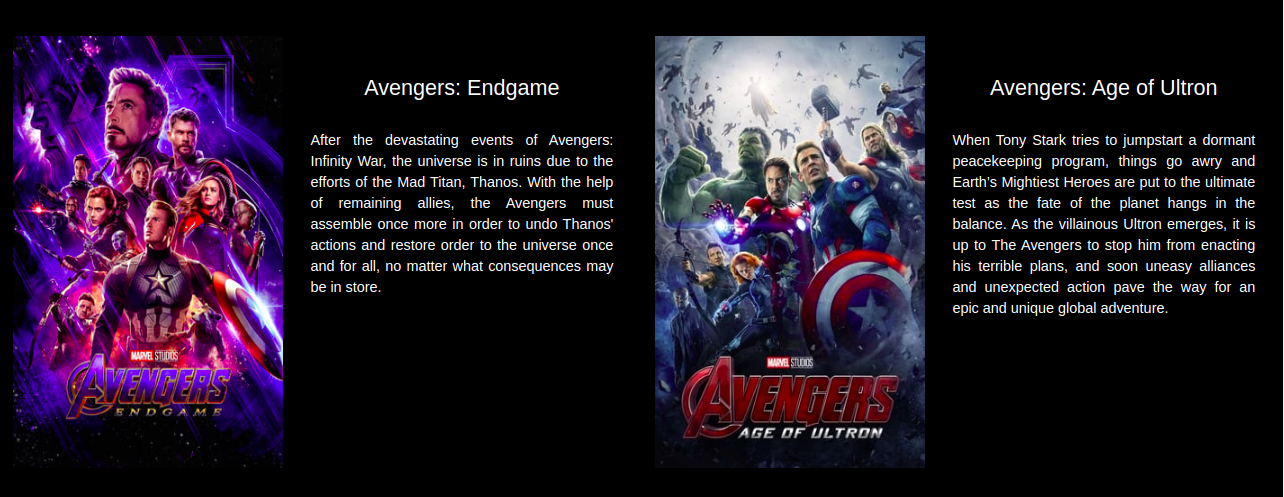 MARVEL STUDIOS
AVENGERS
ENDGAME
Avengers: Endgame
After the devastating events of Avengers:
Infinity War, the universe is in ruins due to the
efforts of the Mad Titan, Thanos. With the help
of remaining allies, the Avengers must
assemble once more in order to undo Thanos'
actions and restore order to the universe once
and for all, no matter what consequences may
be in store.
MARVEL STUDIOS
AVENGERS
AGE OF ULTRON
Avengers: Age of Ultron
When Tony Stark tries to jumpstart a dormant
peacekeeping program, things go awry and
Earth’s Mightiest Heroes are put to the ultimate
test as the fate of the planet hangs in the
balance. As the villainous Ultron emerges, it is
up to The Avengers to stop him from enacting
his terrible plans, and soon uneasy alliances
and unexpected action pave the way for an
epic and unique global adventure.